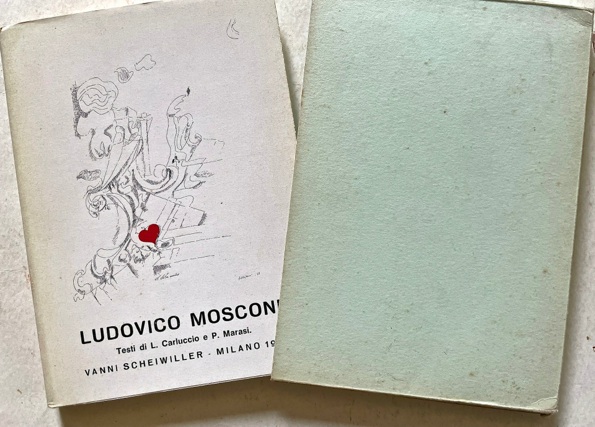 LUDOVICO MOSCONI
Testi di L. Carluccio e P. Marasi.
VANNI SCHEIWILLER - MILANO 19